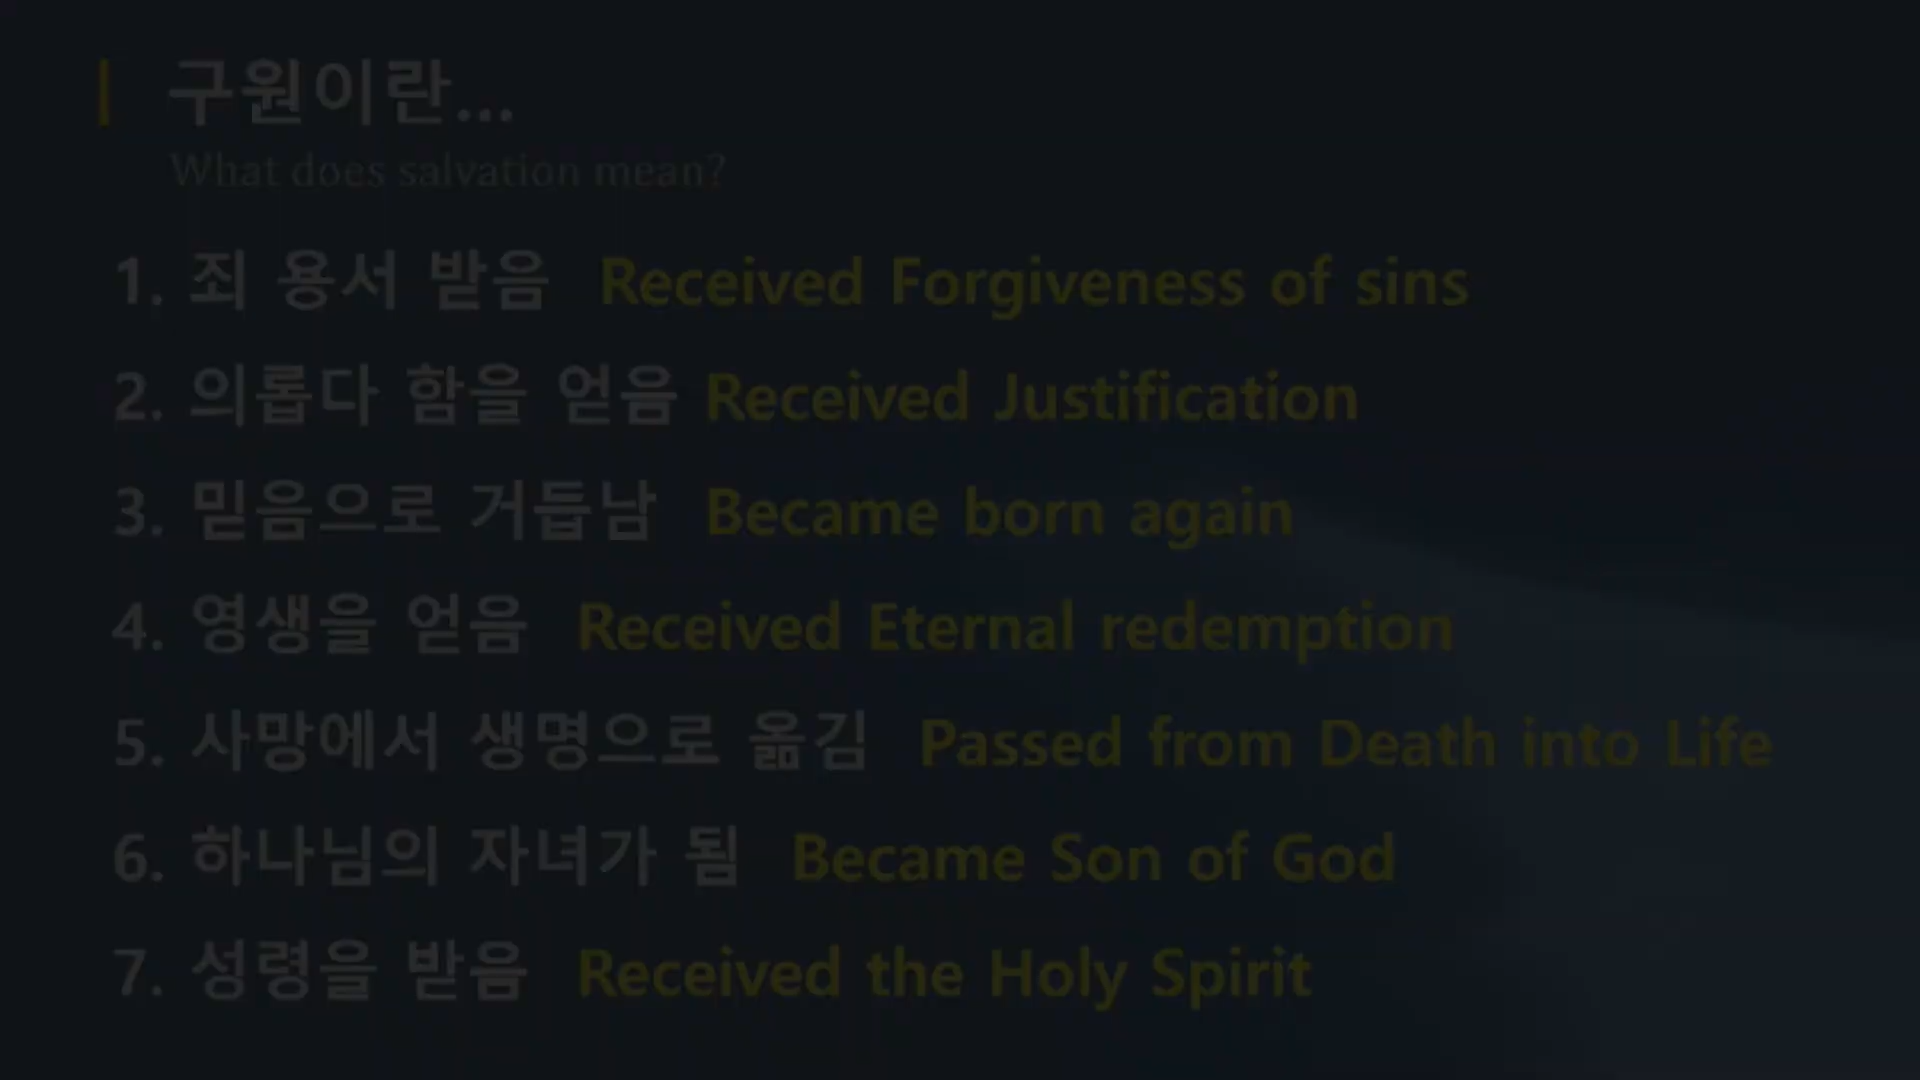 구원이란...
What does salvation mean?
1. 죄 용서 받음 Received Forgiveness of sins
2. 의롭다 함을 얻음 Received Justification
3. 믿음으로 거듭남 Became born again
4. 영생을 얻음 Received Eternal redemption
5. 사망에서 생명으로 옮김 Passed from Death into Life
6. 하나님의 자녀가 됨 Became Son of God
7. 성령을 받음 Received the Holy Spirit